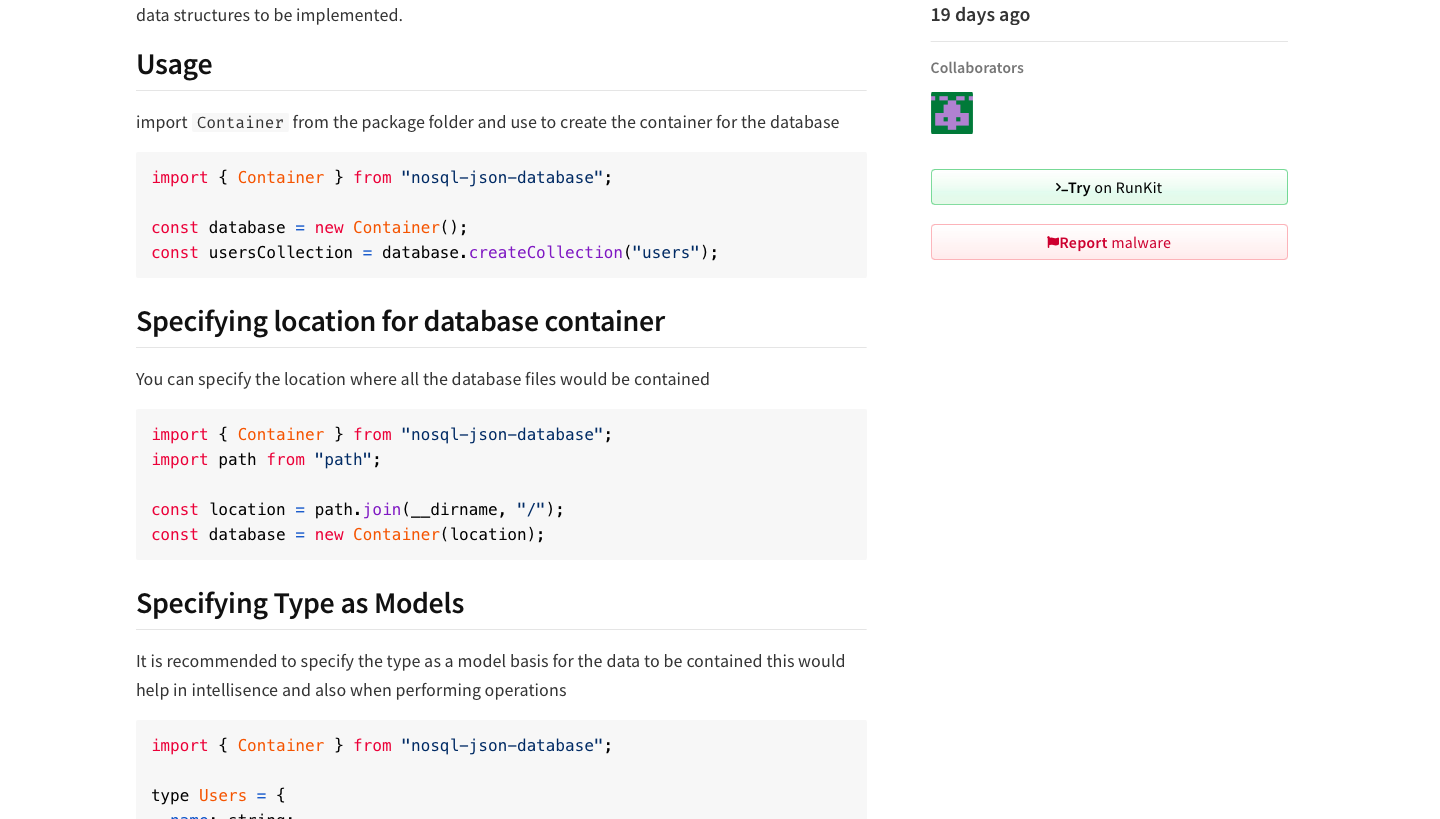 data structures to be implemented.
19 days ago
Usage
Collaborators
import Container from the package folder and use to create the container for the database
import { Container } from "nosql-json-database";
const database = new Container();
const usersCollection = database.createCollection("users");
>_Try on RunKit
Report malware
Specifying location for database container
You can specify the location where all the database files would be contained
import { Container } from "nosql-json-database";
import path from "path";
const location = path.join(__dirname, "/");
const database = new Container(location);
Specifying Type as Models
It is recommended to specify the type as a model basis for the data to be contained this would
help in intellisence and also when performing operations
import { Container } from "nosql-json-database";
type Users = {
name: string;